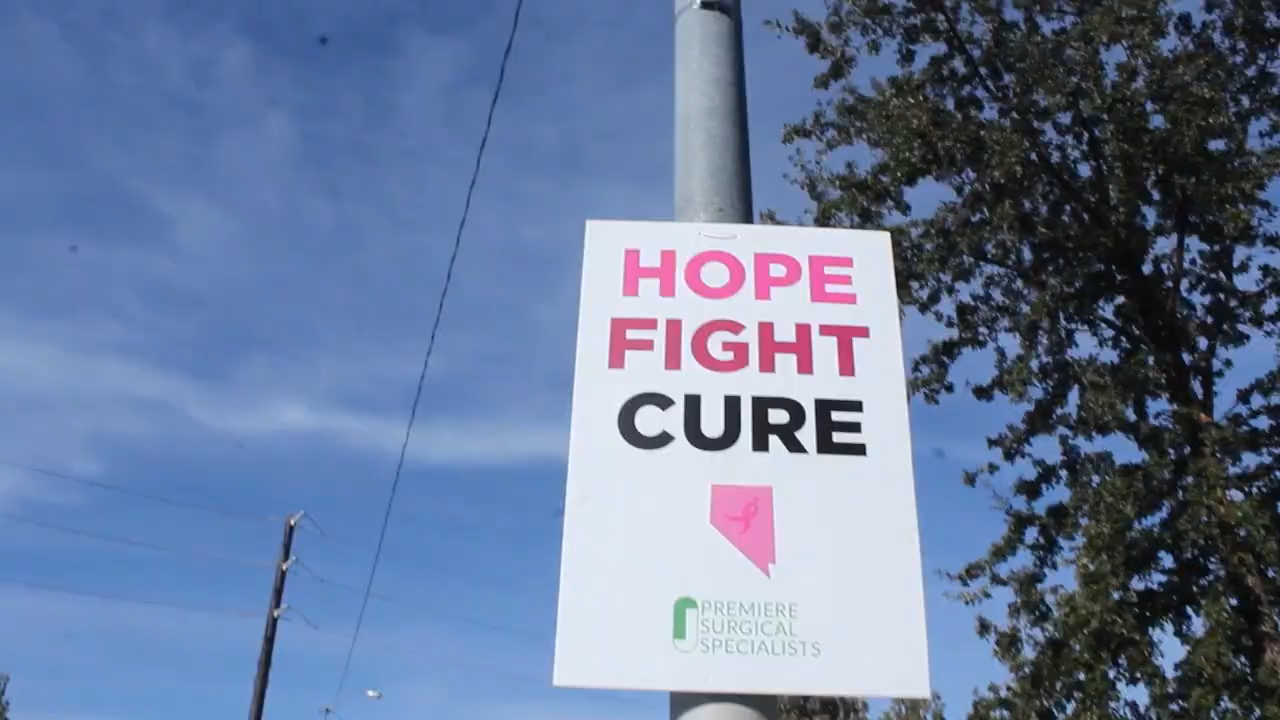 HOPE
FIGHT
CURE
PREMIERE
SURGICAL
SPECIALISTS